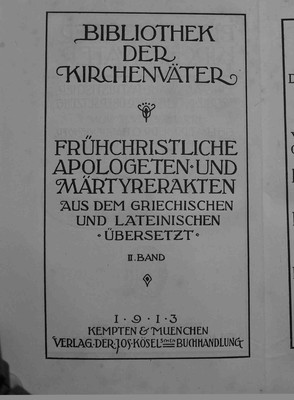 BIBLIOTHEK
DER
KIRCHENVÄTER
FRÜHCHRISTLICHE
APOLOGETEN · UND
MÄRTYRERAKTEN
AUS DEM GRIECHISCHEN
UND LATEINISCHEN
· ÜBERSETZT ·
II. BAND
1 · 9 · 1 · 3
KEMPTEN & MUENCHEN
VERLAG · DER · JOS · KÖSEL'SCHEN BUCHHANDLUNG